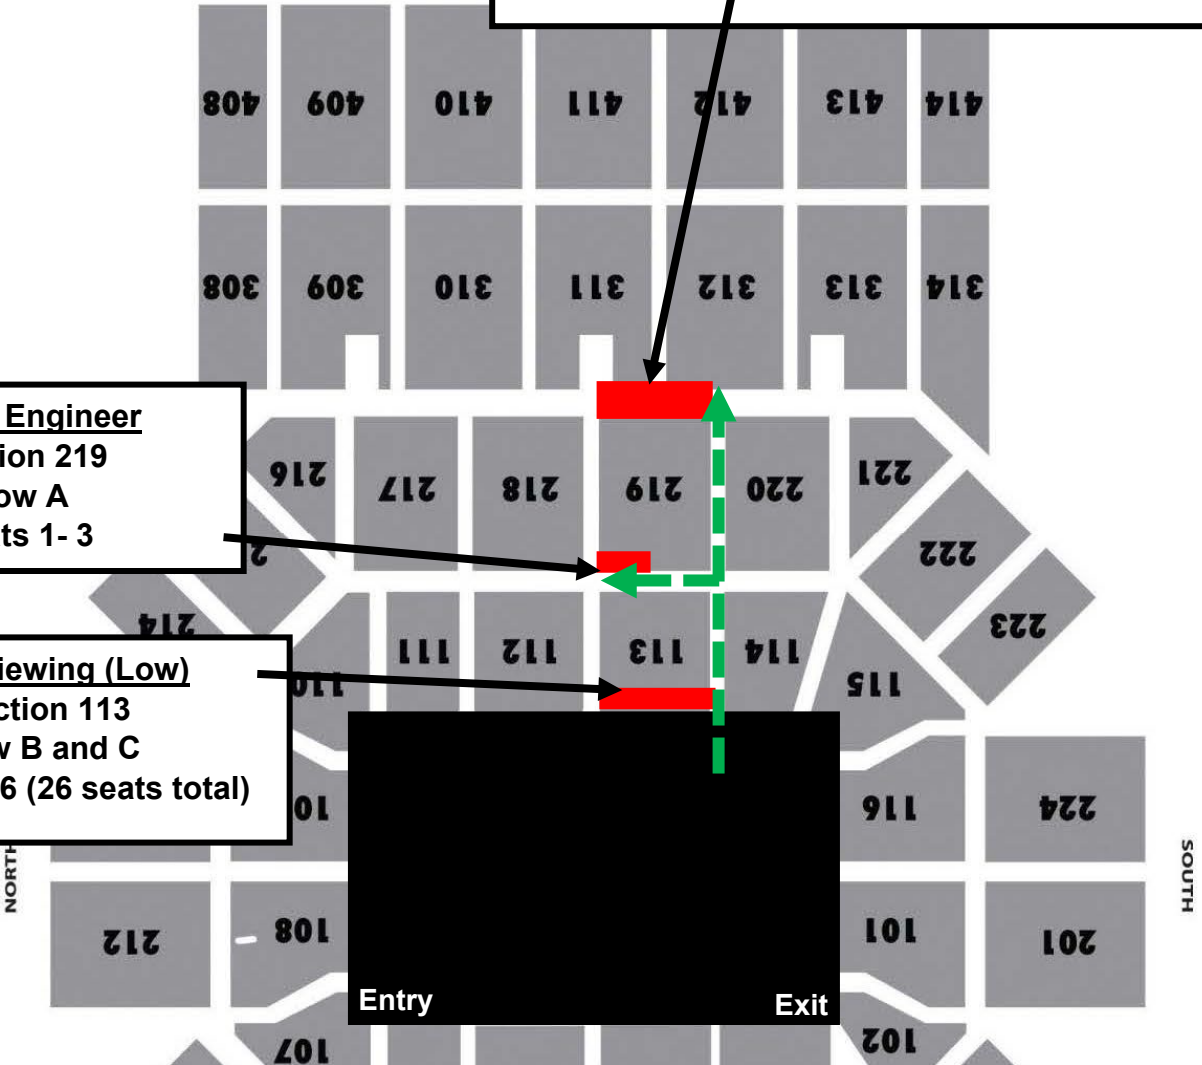 408 409 410 411 412 413 414
308 309 310 311 312 313 314
Engineer
ion 219
ow A
ts 1- 3
216 217 218 219 220 221
222
223
214
111 112 113 114
115
110
iewing (Low)
ction 113
w B and C
6 (26 seats total)
116 224
NORTH
SOUTH
212 108 101 201
Entry Exit
107 102